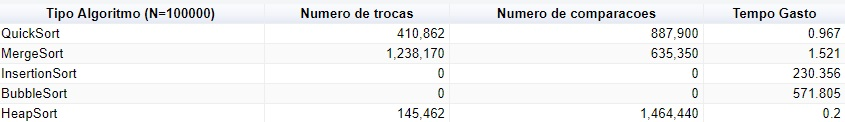 Tipo Algoritmo (N=100000) Numero de trocas Numero de comparacoes Tempo Gasto
QuickSort 410,862 887,900 0.967
MergeSort 1,238,170 635,350 1.521
InsertionSort 0 0 230.356
BubbleSort 0 0 571.805
HeapSort 145,462 1,464,440 0.2